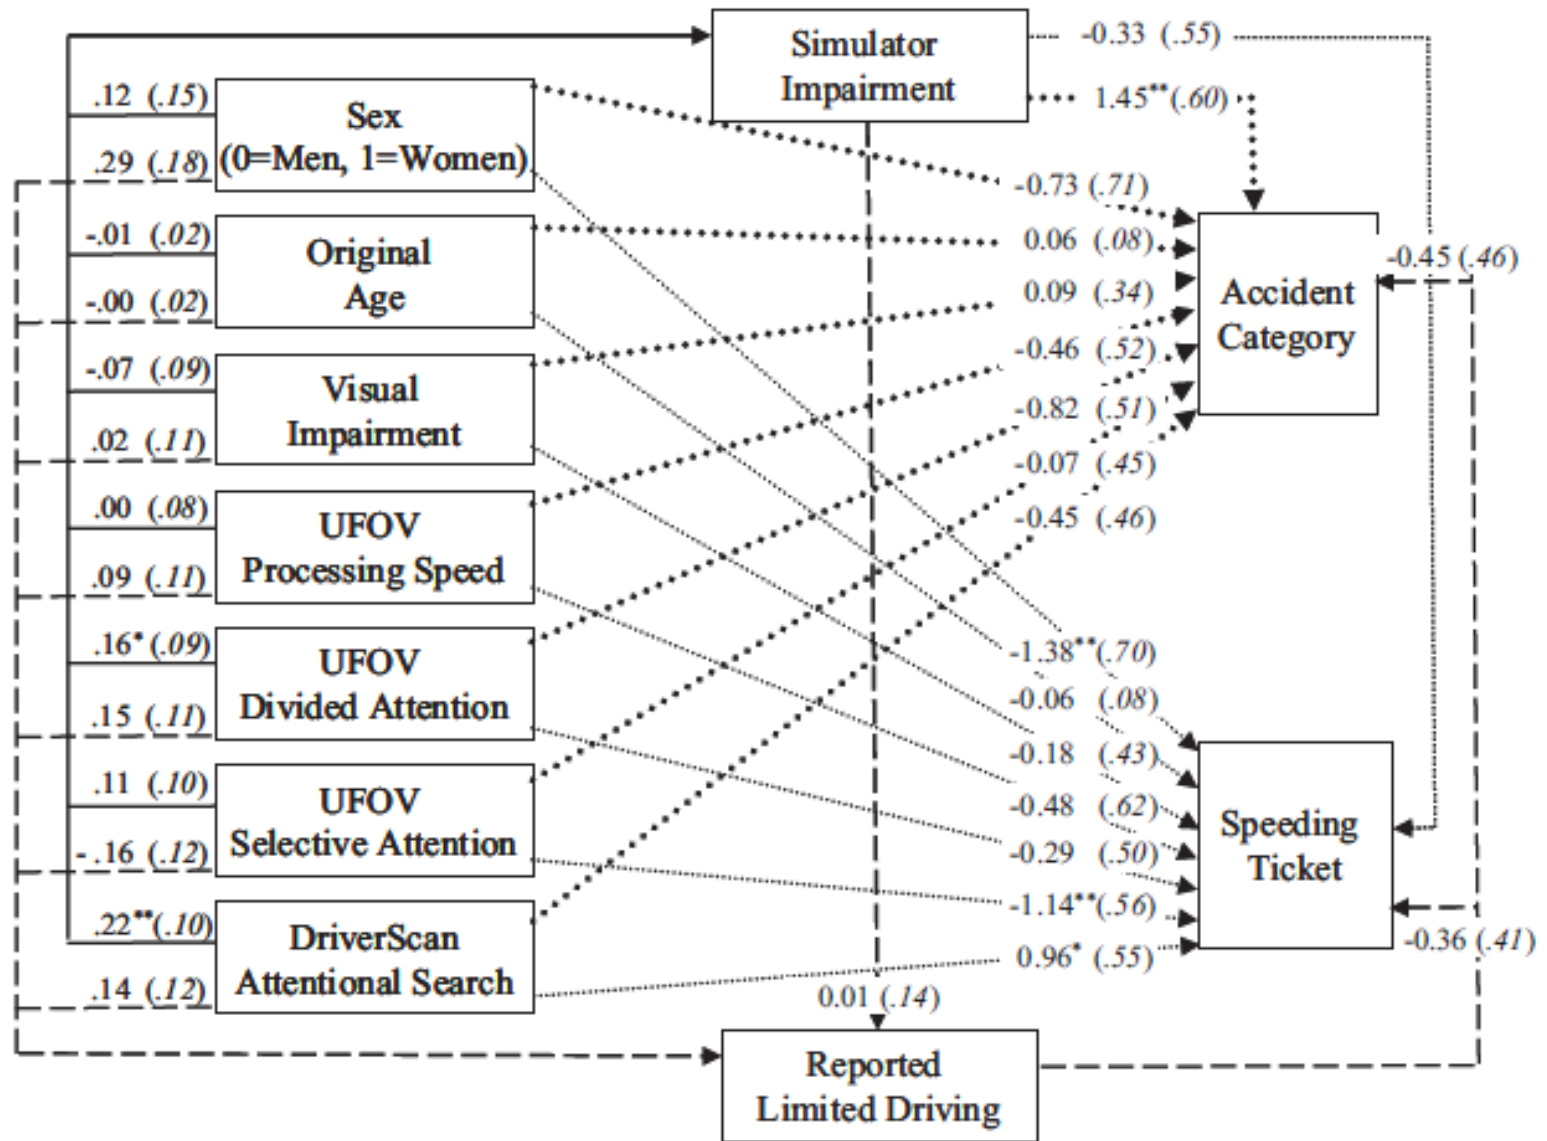 Simulator
Impairment
-0.33 (.55)
1.45** (.60)
.12 (.15)
.29 (.18)
Sex
(0=Men, 1=Women)
-.01 (.02)
-.00 (.02)
Original
Age
-.07 (.09)
.02 (.11)
Visual
Impairment
.00 (.08)
.09 (.11)
UFOV
Processing Speed
.16* (.09)
.15 (.11)
UFOV
Divided Attention
.11 (.10)
-.16 (.12)
UFOV
Selective Attention
.22** (.10)
.14 (.12)
DriverScan
Attentional Search
-0.73 (.71)
0.06 (.08)
0.09 (.34)
-0.46 (.52)
-0.82 (.51)
-0.07 (.45)
-0.45 (.46)
Accident
Category
-0.45 (.46)
-1.38** (.70)
-0.06 (.08)
-0.18 (.43)
-0.48 (.62)
-0.29 (.50)
-1.14** (.56)
0.96* (.55)
Speeding
Ticket
-0.36 (.41)
0.01 (.14)
Reported
Limited Driving